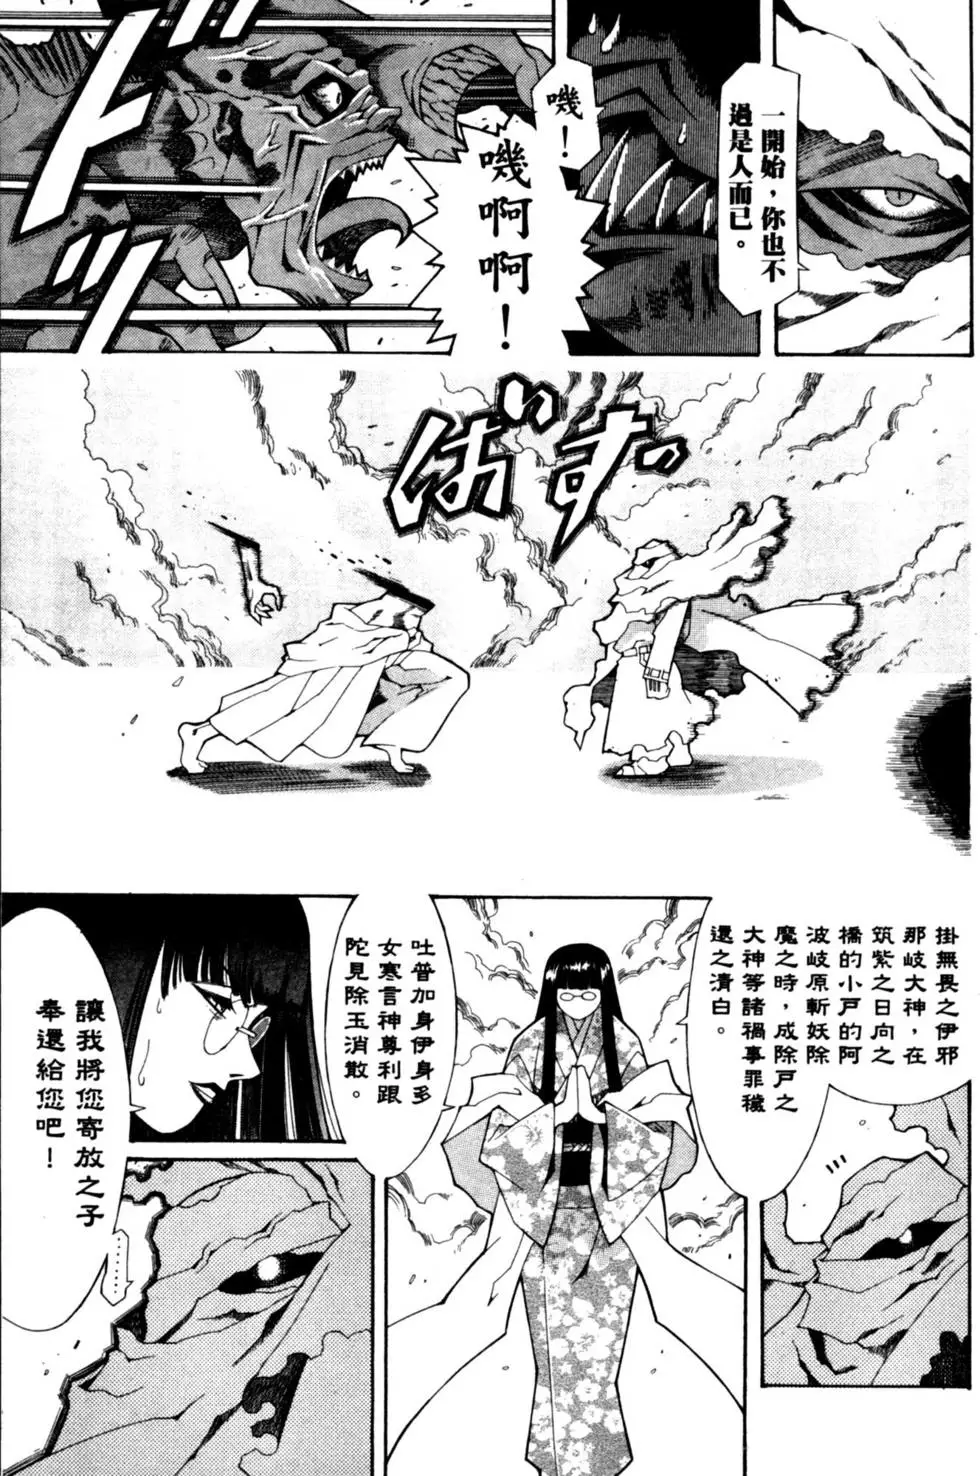 一開始，你也不
過是人而已。
嘰！
嘰啊啊！
ドド
ばすっ
掛無畏之伊邪
那岐大神，在
筑紫之日向之
橋的小戶的阿
波岐原斬妖除
魔之時，成除戶之
大神等諸禍事罪穢
還之清白。
吐普加身伊身多
女寒言神尊利跟
陀見除玉消散。
讓我將您寄放之子
奉還給您吧！
………